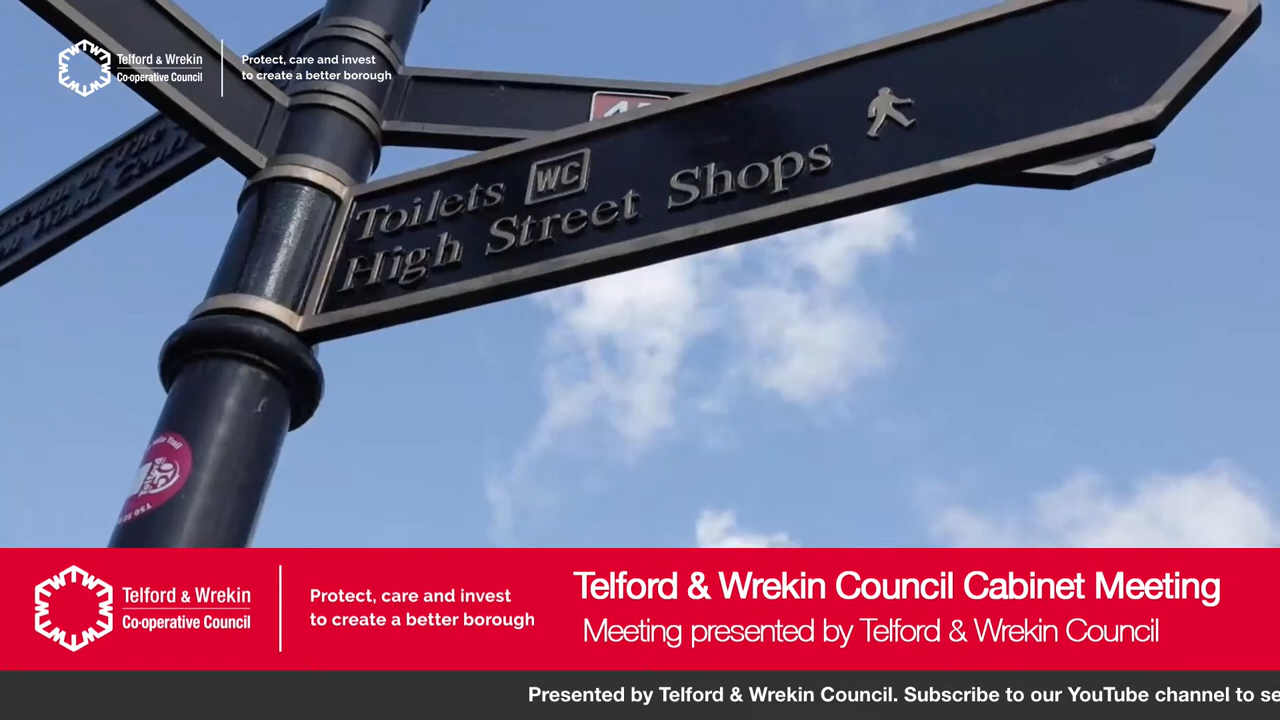 Telford & Wrekin
Co-operative Council
Protect, care and invest
to create a better borough
Toilets WC
High Street Shops
Telford & Wrekin
Co-operative Council
Protect, care and invest
to create a better borough
Telford & Wrekin Council Cabinet Meeting
Meeting presented by Telford & Wrekin Council
Presented by Telford & Wrekin Council. Subscribe to our YouTube channel to se